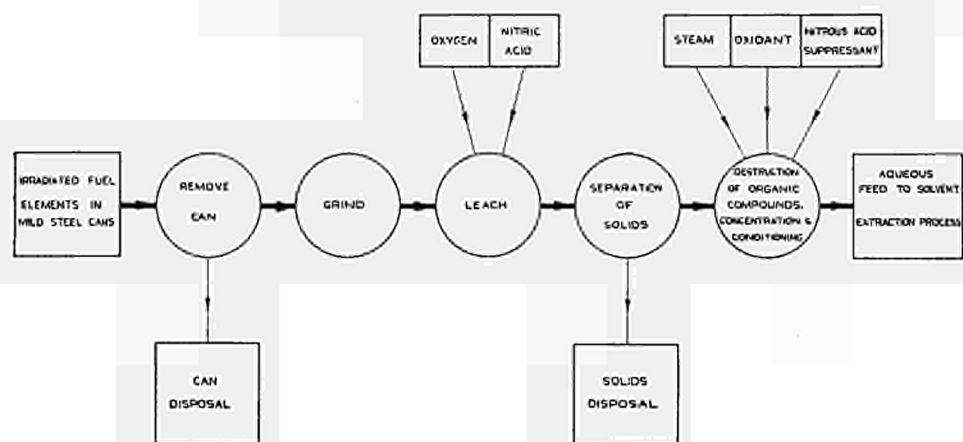 OXYGEN
NITRIC
ACID
STEAM
OXIDANT
NITROUS ACID
SUPPRESSANT
IRRADIATED FUEL
ELEMENTS IN
MILD STEEL CANS
REMOVE
CAN
GRIND
LEACH
SEPARATION
OF
SOLIDS
DESTRUCTION
OF ORGANIC
COMPOUNDS,
CONCENTRATION &
CONDITIONING
AQUEOUS
FEED TO SOLVENT
EXTRACTION PROCESS
CAN
DISPOSAL
SOLIDS
DISPOSAL